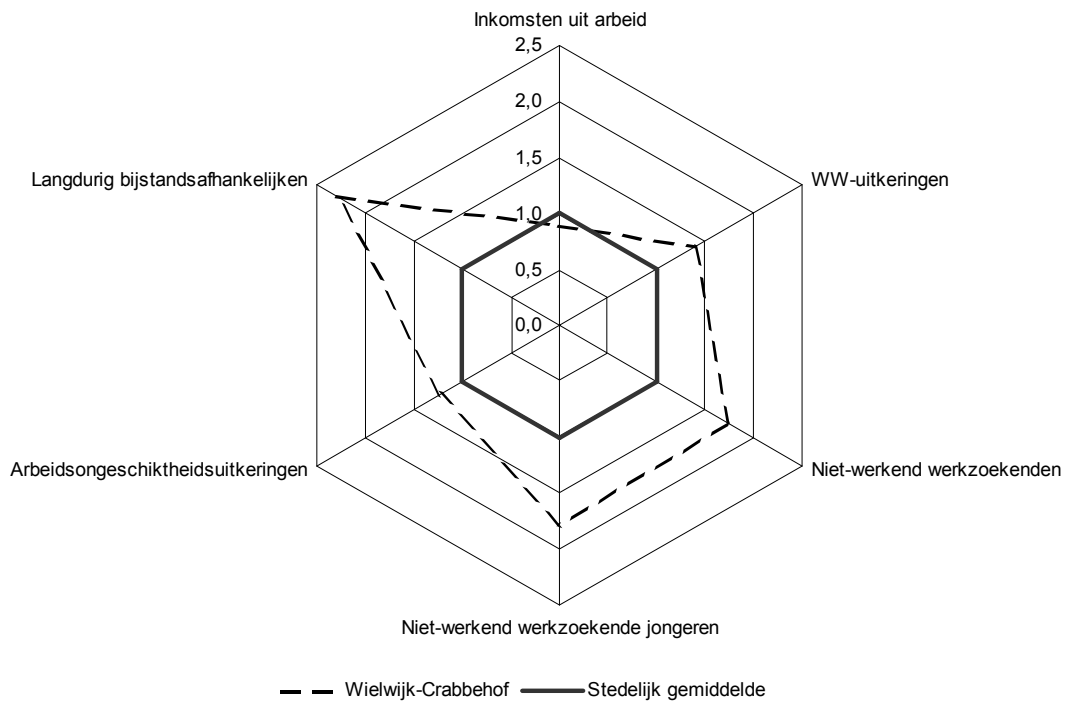 Inkomsten uit arbeid
2,5
2,0
1,5
1,0
0,5
0,0
Langdurig bijstandsafhankelijken
WW-uitkeringen
Arbeidsongeschiktheidsuitkeringen
Niet-werkend werkzoekenden
Niet-werkend werkzoekende jongeren
Wielwijk-Crabbehof
Stedelijk gemiddelde